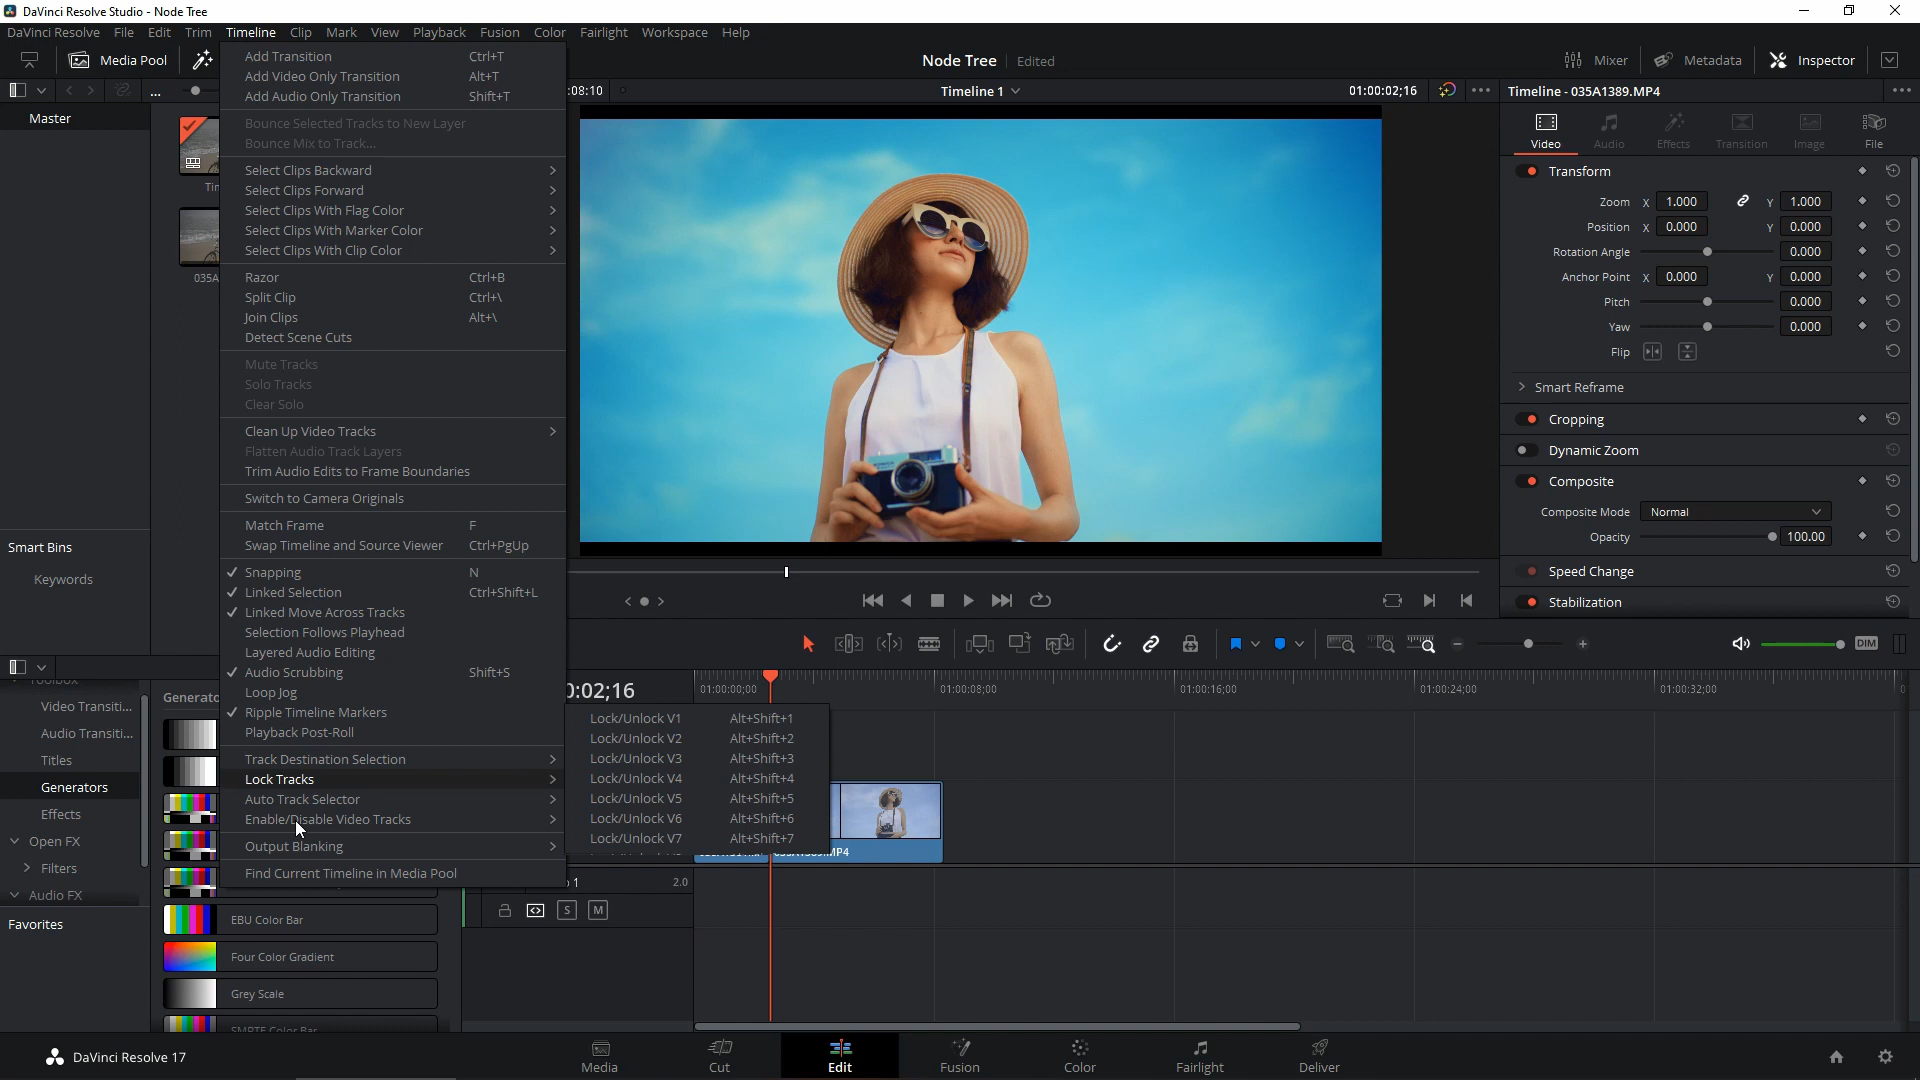 DaVinci Resolve Studio - Node Tree
DaVinci Resolve File Edit Trim Timeline Clip Mark View Playback Fusion Color Fairlight Workspace Help
Media Pool
Node Tree Edited
Mixer Metadata Inspector
...
:08:10
Timeline 1
01:00:02;16
Timeline - 035A1389.MP4
Master
Smart Bins
Keywords
035A
Add Transition Ctrl+T
Add Video Only Transition Alt+T
Add Audio Only Transition Shift+T
Bounce Selected Tracks to New Layer
Bounce Mix to Track...
Select Clips Backward
Select Clips Forward
Select Clips With Flag Color
Select Clips With Marker Color
Select Clips With Clip Color
Razor Ctrl+B
Split Clip Ctrl+\
Join Clips Alt+\
Detect Scene Cuts
Mute Tracks
Solo Tracks
Clear Solo
Clean Up Video Tracks
Flatten Audio Track Layers
Trim Audio Edits to Frame Boundaries
Switch to Camera Originals
Match Frame F
Swap Timeline and Source Viewer Ctrl+PgUp
Snapping N
Linked Selection Ctrl+Shift+L
Linked Move Across Tracks
Selection Follows Playhead
Layered Audio Editing
Audio Scrubbing Shift+S
Loop Jog
Ripple Timeline Markers
Playback Post-Roll
Track Destination Selection
Lock Tracks
Auto Track Selector
Enable/Disable Video Tracks
Output Blanking
Find Current Timeline in Media Pool
Lock/Unlock V1 Alt+Shift+1
Lock/Unlock V2 Alt+Shift+2
Lock/Unlock V3 Alt+Shift+3
Lock/Unlock V4 Alt+Shift+4
Lock/Unlock V5 Alt+Shift+5
Lock/Unlock V6 Alt+Shift+6
Lock/Unlock V7 Alt+Shift+7
Video Audio Effects Transition Image File
Transform
Zoom X 1.000 Y 1.000
Position X 0.000 Y 0.000
Rotation Angle 0.000
Anchor Point X 0.000 Y 0.000
Pitch 0.000
Yaw 0.000
Flip
Smart Reframe
Cropping
Dynamic Zoom
Composite
Composite Mode Normal
Opacity 100.00
Speed Change
Stabilization
DIM
Toolbox
Video Transiti...
Audio Transiti...
Titles
Generators
Effects
Open FX
Filters
Audio FX
Favorites
Generato
EBU Color Bar
Four Color Gradient
Grey Scale
SMPTE Color Bar
0:02;16
01:00:00;00 01:00:08;00 01:00:16;00 01:00:24;00 01:00:32;00
1 2.0
S M
DaVinci Resolve 17
Media Cut Edit Fusion Color Fairlight Deliver